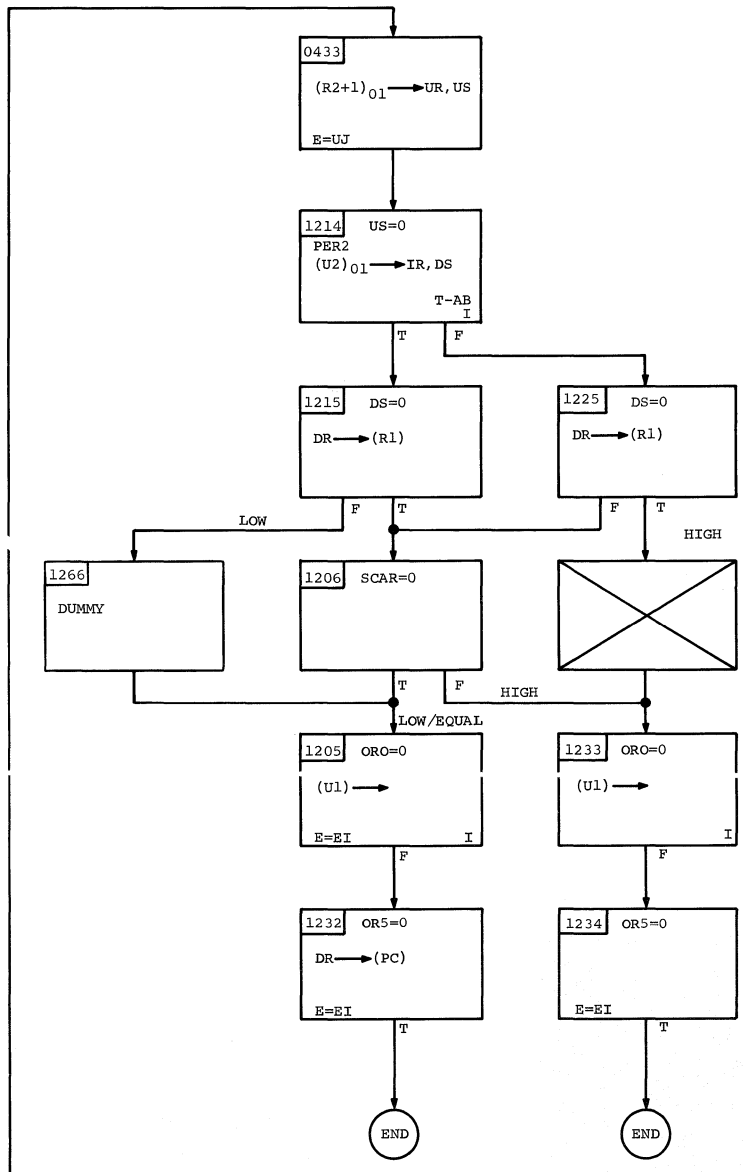 0433
(R2+1)01 → UR,US
E=UJ
1214 US=0
PER2
(U2)01 → IR,DS
T-AB
I
T F
1215 DS=0
DR → (R1)
F T
1225 DS=0
DR → (R1)
F T
LOW
HIGH
1266
DUMMY
1206 SCAR=0
T F
HIGH
LOW/EQUAL
1205 ORO=0
(U1) →
E=EI I
F
1233 ORO=0
(U1) →
I
F
1232 OR5=0
DR → (PC)
E=EI
T
1234 OR5=0
E=EI
T
END
END